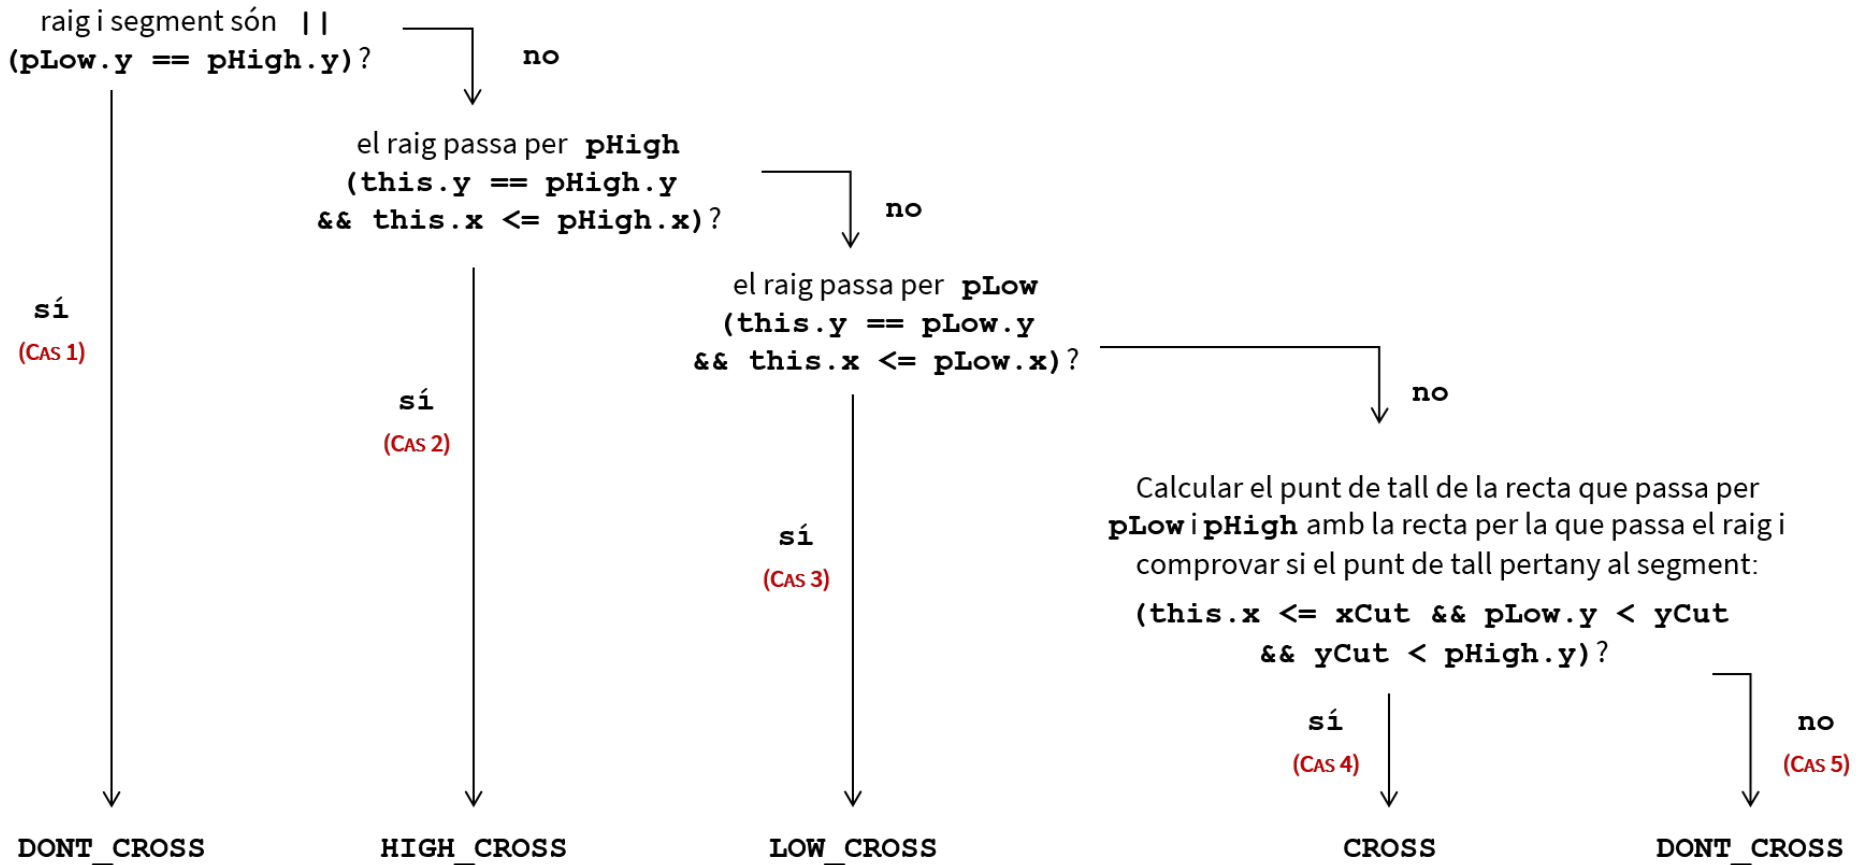 raig i segment són ||
(pLow.y == pHigh.y)?
no
el raig passa per pHigh
(this.y == pHigh.y
&& this.x <= pHigh.x)?
no
el raig passa per pLow
(this.y == pLow.y
&& this.x <= pLow.x)?
no
sí
(CAS 1)
sí
(CAS 2)
sí
(CAS 3)
Calcular el punt de tall de la recta que passa per
pLow i pHigh amb la recta per la que passa el raig i
comprovar si el punt de tall pertany al segment:
(this.x <= xCut && pLow.y < yCut
&& yCut < pHigh.y)?
sí
(CAS 4)
no
(CAS 5)
DONT_CROSS
HIGH_CROSS
LOW_CROSS
CROSS
DONT_CROSS